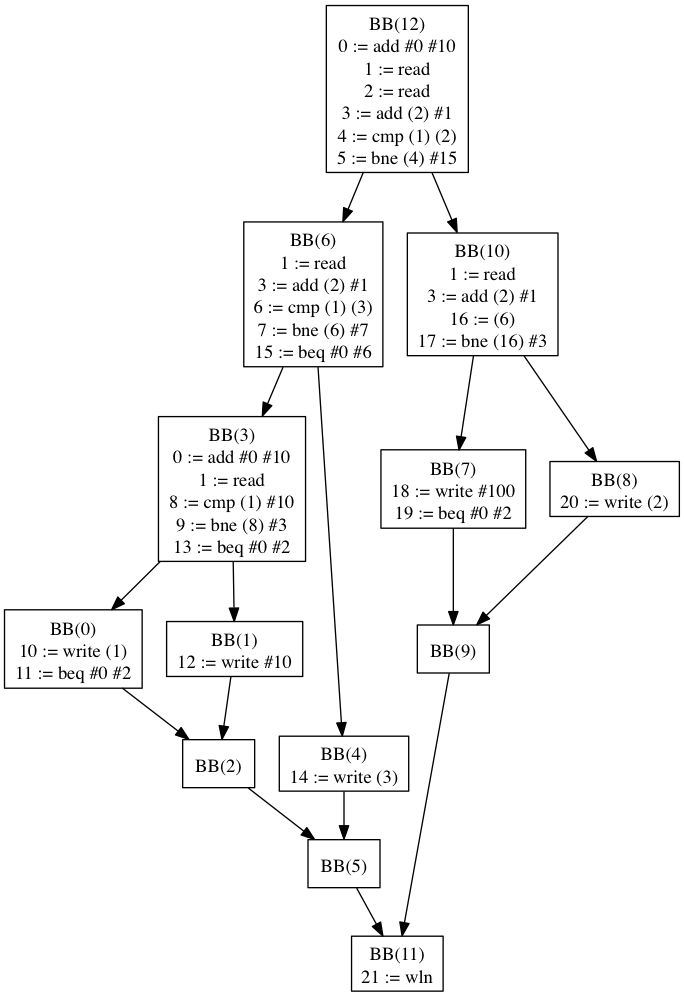 BB(12)
0 := add #0 #10
1 := read
2 := read
3 := add (2) #1
4 := cmp (1) (2)
5 := bne (4) #15
BB(6)
1 := read
3 := add (2) #1
6 := cmp (1) (3)
7 := bne (6) #7
15 := beq #0 #6
BB(10)
1 := read
3 := add (2) #1
16 := (6)
17 := bne (16) #3
BB(3)
0 := add #0 #10
1 := read
8 := cmp (1) #10
9 := bne (8) #3
13 := beq #0 #2
BB(7)
18 := write #100
19 := beq #0 #2
BB(8)
20 := write (2)
BB(0)
10 := write (1)
11 := beq #0 #2
BB(1)
12 := write #10
BB(9)
BB(2)
BB(4)
14 := write (3)
BB(5)
BB(11)
21 := wln